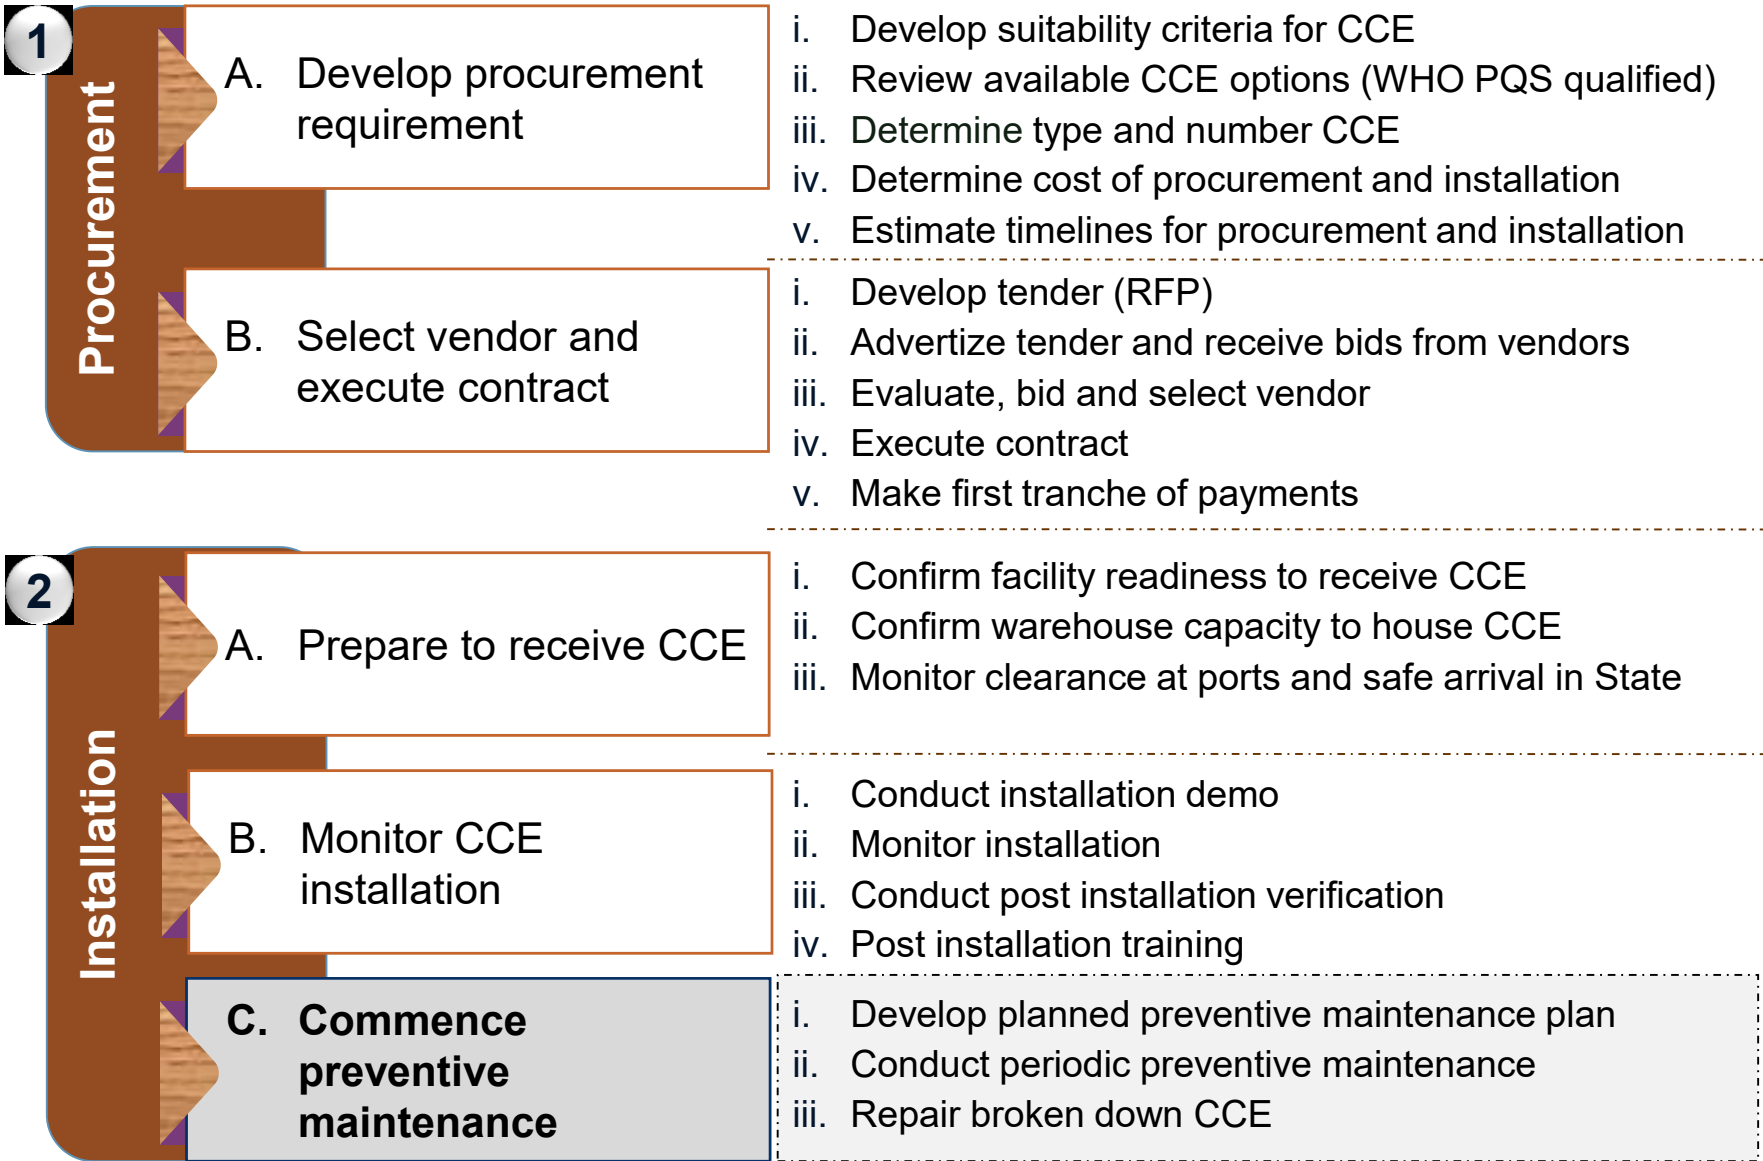 1
Procurement
A. Develop procurement
requirement
i. Develop suitability criteria for CCE
ii. Review available CCE options (WHO PQS qualified)
iii. Determine type and number CCE
iv. Determine cost of procurement and installation
v. Estimate timelines for procurement and installation
B. Select vendor and
execute contract
i. Develop tender (RFP)
ii. Advertize tender and receive bids from vendors
iii. Evaluate, bid and select vendor
iv. Execute contract
v. Make first tranche of payments
2
Installation
A. Prepare to receive CCE
i. Confirm facility readiness to receive CCE
ii. Confirm warehouse capacity to house CCE
iii. Monitor clearance at ports and safe arrival in State
B. Monitor CCE
installation
i. Conduct installation demo
ii. Monitor installation
iii. Conduct post installation verification
iv. Post installation training
C. Commence
preventive
maintenance
i. Develop planned preventive maintenance plan
ii. Conduct periodic preventive maintenance
iii. Repair broken down CCE